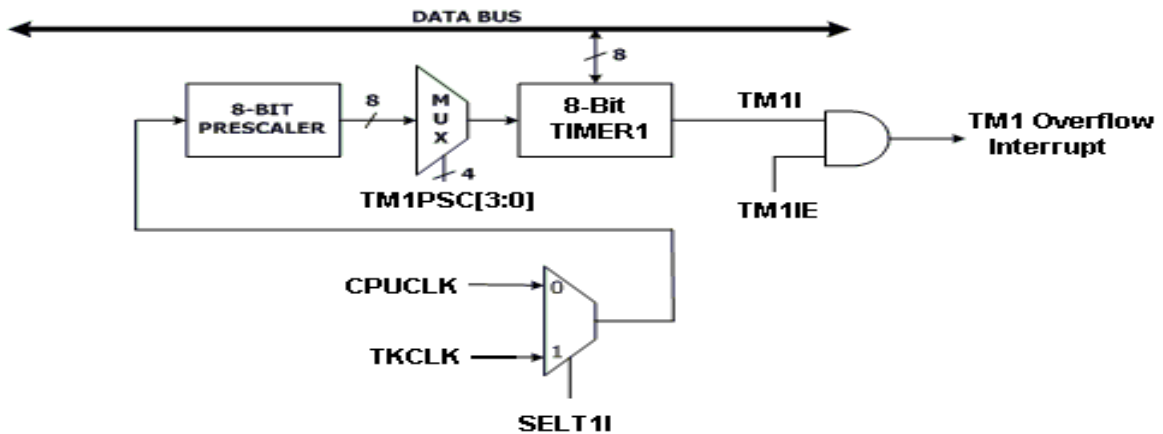 DATA BUS
8
8-BIT
PRESCALER
8
M
U
X
4
TM1PSC[3:0]
8-Bit
TIMER1
TM1I
TM1IE
TM1 Overflow
Interrupt
CPUCLK
0
TKCLK
1
SELT1I